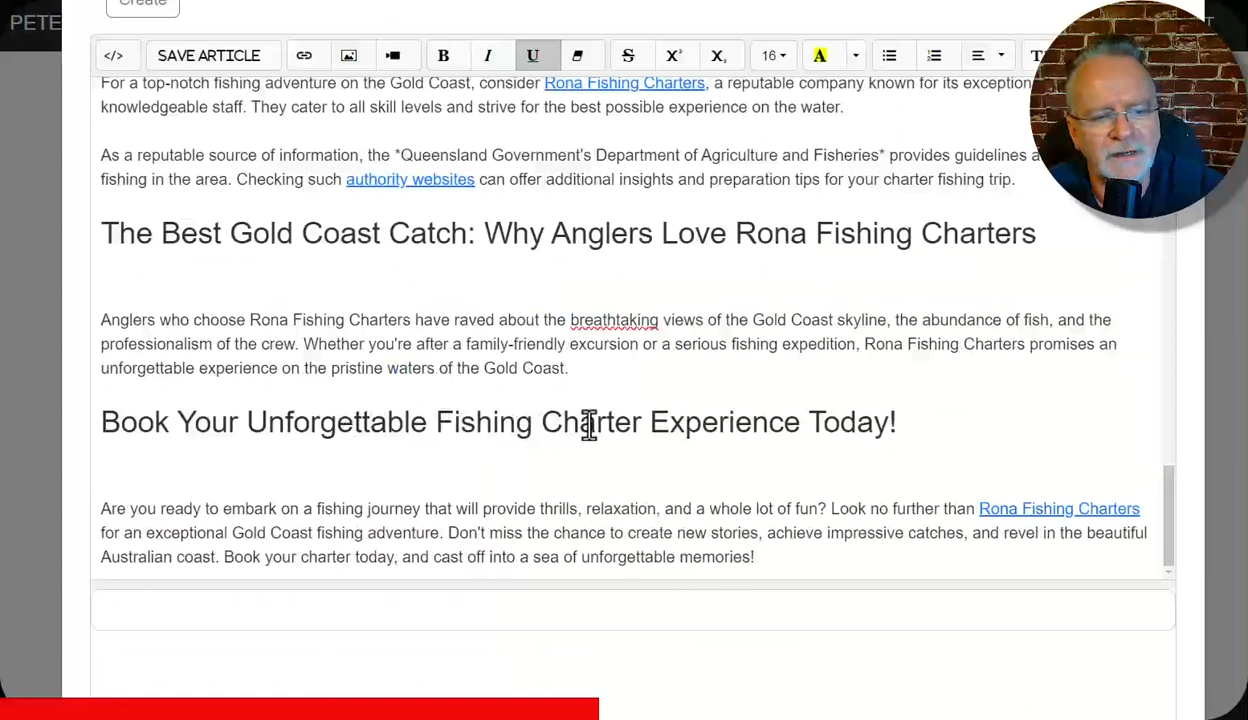 Create
PETE
</> SAVE ARTICLE B I U S X² X₂ 16 A
For a top-notch fishing adventure on the Gold Coast, consider Rona Fishing Charters, a reputable company known for its exception
knowledgeable staff. They cater to all skill levels and strive for the best possible experience on the water.
As a reputable source of information, the *Queensland Government's Department of Agriculture and Fisheries* provides guidelines a
fishing in the area. Checking such authority websites can offer additional insights and preparation tips for your charter fishing trip.
The Best Gold Coast Catch: Why Anglers Love Rona Fishing Charters
Anglers who choose Rona Fishing Charters have raved about the breathtaking views of the Gold Coast skyline, the abundance of fish, and the
professionalism of the crew. Whether you're after a family-friendly excursion or a serious fishing expedition, Rona Fishing Charters promises an
unforgettable experience on the pristine waters of the Gold Coast.
Book Your Unforgettable Fishing Charter Experience Today!
Are you ready to embark on a fishing journey that will provide thrills, relaxation, and a whole lot of fun? Look no further than Rona Fishing Charters
for an exceptional Gold Coast fishing adventure. Don't miss the chance to create new stories, achieve impressive catches, and revel in the beautiful
Australian coast. Book your charter today, and cast off into a sea of unforgettable memories!